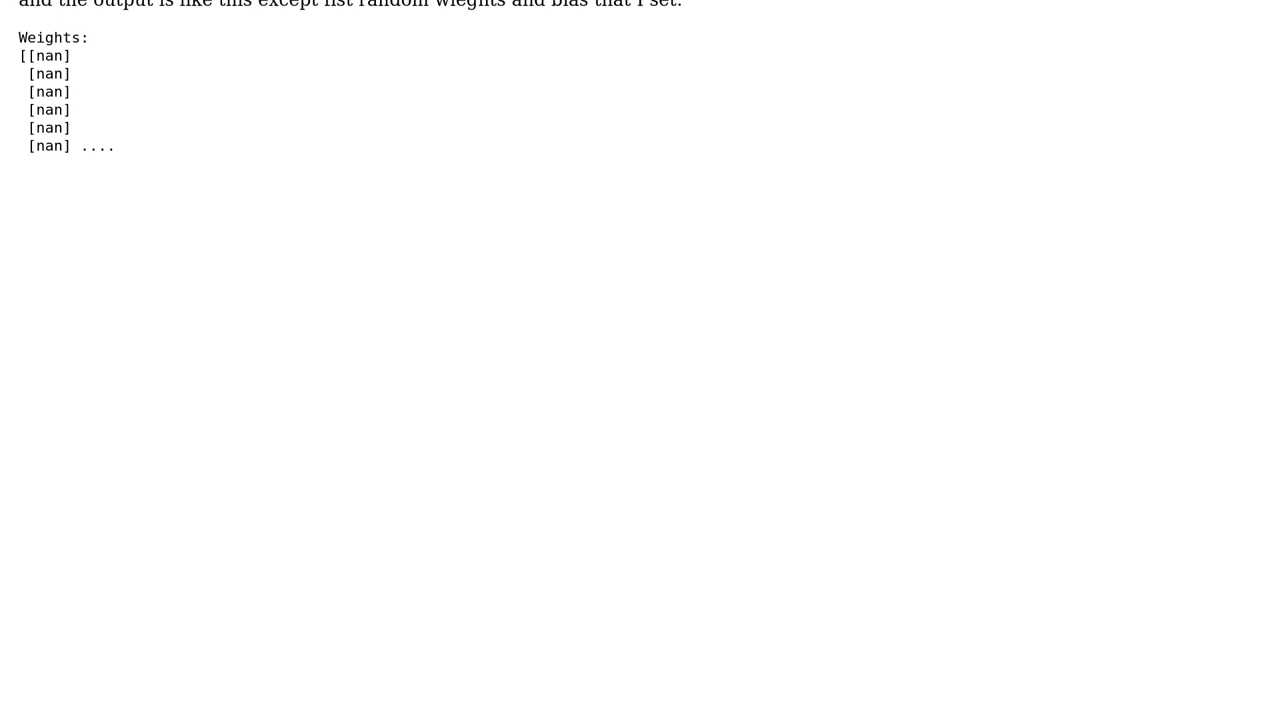 and the output is like this except fist random wieghts and bias that I set.
Weights:
[[nan]
[nan]
[nan]
[nan]
[nan]
[nan] ....